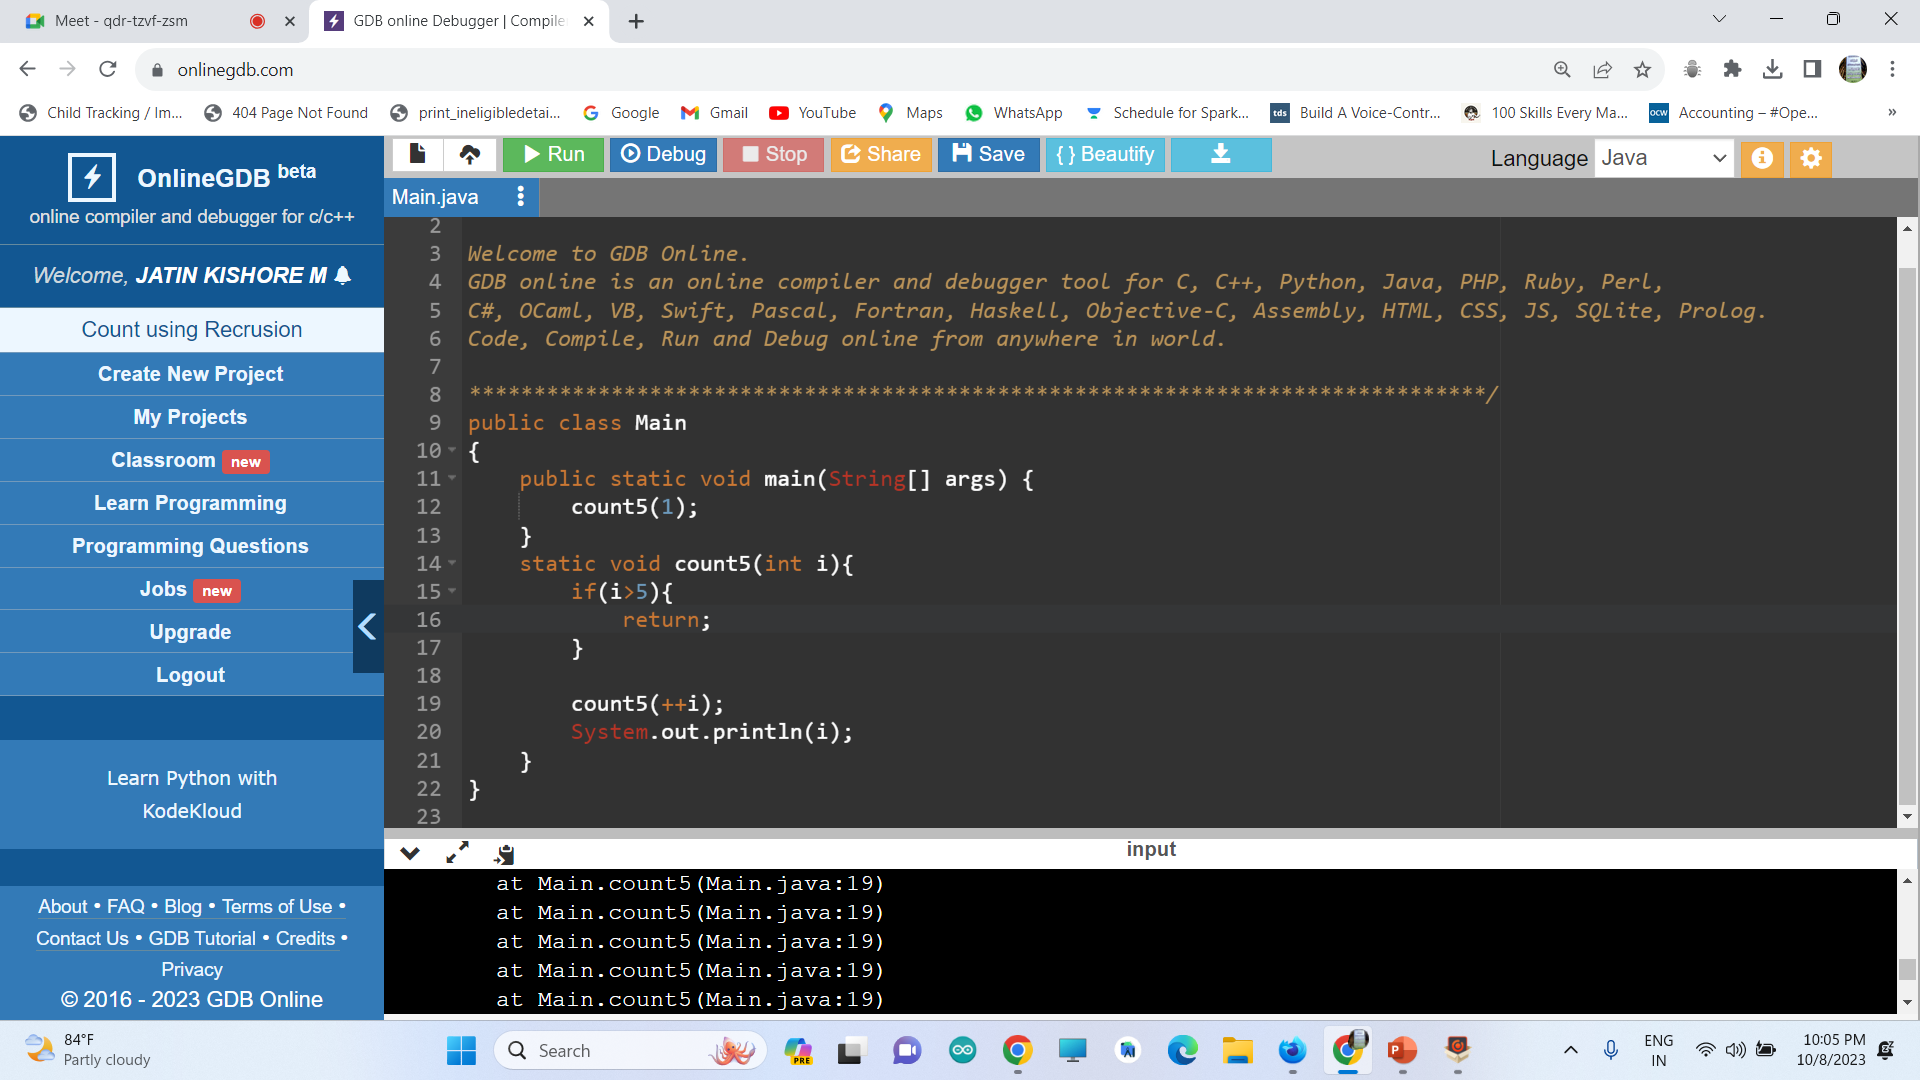 Meet - qdr-tzvf-zsm
GDB online Debugger | Compile
onlinegdb.com
Child Tracking / Im...
404 Page Not Found
print_ineligibledetai...
Google
Gmail
YouTube
Maps
WhatsApp
Schedule for Spark...
tds Build A Voice-Contr...
100 Skills Every Ma...
ocw Accounting – #Ope...
»
OnlineGDB beta
online compiler and debugger for c/c++
Welcome, JATIN KISHORE M
Count using Recrusion
Create New Project
My Projects
Classroom new
Learn Programming
Programming Questions
Jobs new
Upgrade
Logout
Learn Python with
KodeKloud
About • FAQ • Blog • Terms of Use •
Contact Us • GDB Tutorial • Credits •
Privacy
© 2016 - 2023 GDB Online
Run Debug Stop Share Save { } Beautify
Language Java
Main.java
2
3 Welcome to GDB Online.
4 GDB online is an online compiler and debugger tool for C, C++, Python, Java, PHP, Ruby, Perl,
5 C#, OCaml, VB, Swift, Pascal, Fortran, Haskell, Objective-C, Assembly, HTML, CSS, JS, SQLite, Prolog.
6 Code, Compile, Run and Debug online from anywhere in world.
7
8 *******************************************************************************/
9 public class Main
10 {
11     public static void main(String[] args) {
12         count5(1);
13     }
14     static void count5(int i){
15         if(i>5){
16             return;
17         }
18
19         count5(++i);
20         System.out.println(i);
21     }
22 }
23
input
at Main.count5(Main.java:19)
at Main.count5(Main.java:19)
at Main.count5(Main.java:19)
at Main.count5(Main.java:19)
at Main.count5(Main.java:19)
84°F
Partly cloudy
Search
PRE
ENG
IN
10:05 PM
10/8/2023